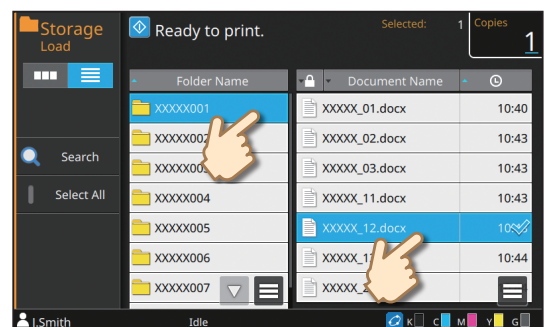 Storage
Load
Ready to print.
Selected: 1
Copies
1
Folder Name
Document Name
XXXXX001
XXXXX_01.docx 10:40
XXXXX002
XXXXX_02.docx 10:43
XXXXX_03.docx 10:43
Search
XXXXX004
XXXXX_11.docx 10:43
Select All
XXXXX005
XXXXX_12.docx
XXXXX006
10:44
XXXXX007
J.Smith
Idle
K C M Y G